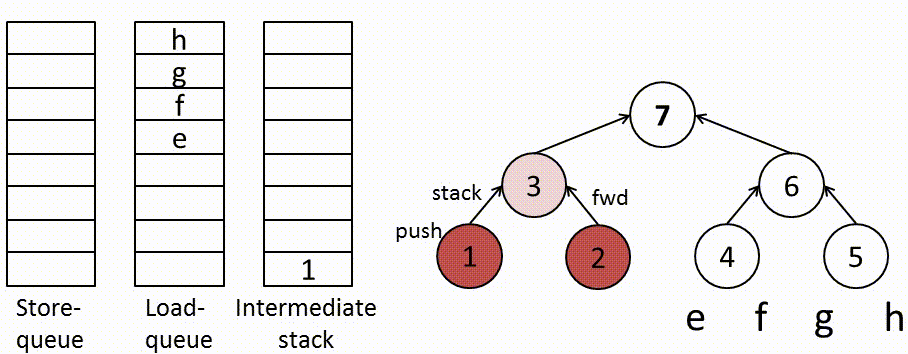 h
g
f
e
1
Store-
queue
Load-
queue
Intermediate
stack
7
3
6
stack
fwd
push
1
2
4
5
e f g h